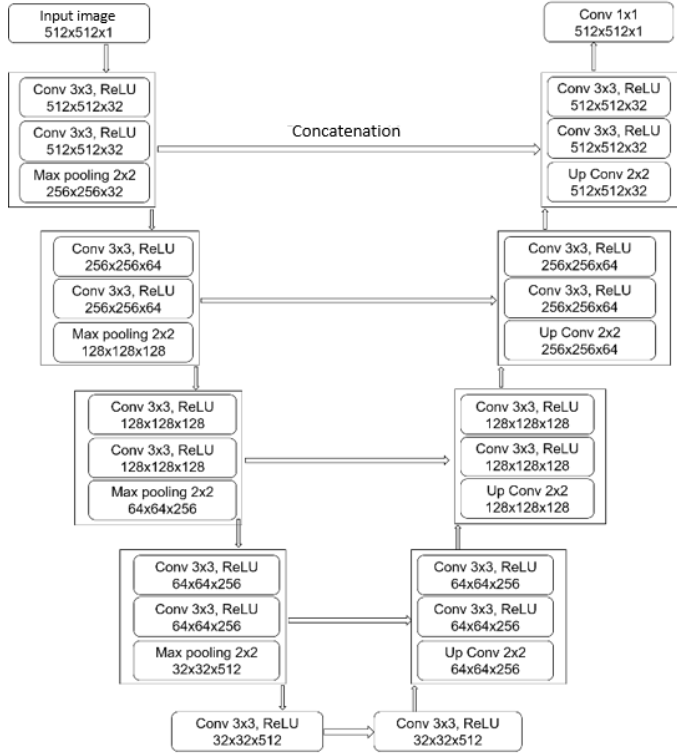 Input image
512x512x1
Conv 3x3, ReLU
512x512x32
Conv 3x3, ReLU
512x512x32
Max pooling 2x2
256x256x32
Conv 3x3, ReLU
256x256x64
Conv 3x3, ReLU
256x256x64
Max pooling 2x2
128x128x128
Conv 3x3, ReLU
128x128x128
Conv 3x3, ReLU
128x128x128
Max pooling 2x2
64x64x256
Conv 3x3, ReLU
64x64x256
Conv 3x3, ReLU
64x64x256
Max pooling 2x2
32x32x512
Conv 3x3, ReLU
32x32x512
Concatenation
Conv 1x1
512x512x1
Conv 3x3, ReLU
512x512x32
Conv 3x3, ReLU
512x512x32
Up Conv 2x2
512x512x32
Conv 3x3, ReLU
256x256x64
Conv 3x3, ReLU
256x256x64
Up Conv 2x2
256x256x64
Conv 3x3, ReLU
128x128x128
Conv 3x3, ReLU
128x128x128
Up Conv 2x2
128x128x128
Conv 3x3, ReLU
64x64x256
Conv 3x3, ReLU
64x64x256
Up Conv 2x2
64x64x256
Conv 3x3, ReLU
32x32x512